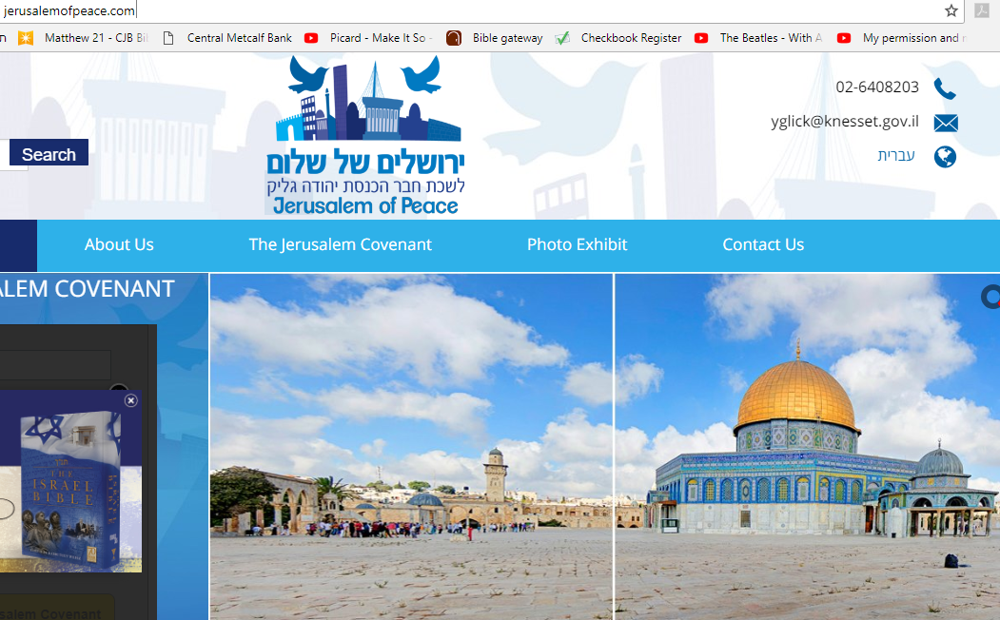 jerusalemofpeace.com
n Matthew 21 - CJB Bi Central Metcalf Bank Picard - Make It So - Bible gateway Checkbook Register The Beatles - With A My permission and
02-6408203
yglick@knesset.gov.il
עברית
Search
ירושלים של שלום
לשכת חבר הכנסת יהודה גליק
Jerusalem of Peace
About Us The Jerusalem Covenant Photo Exhibit Contact Us
ALEM COVENANT
THE
ISRAEL
BIBLE
salem Covenant